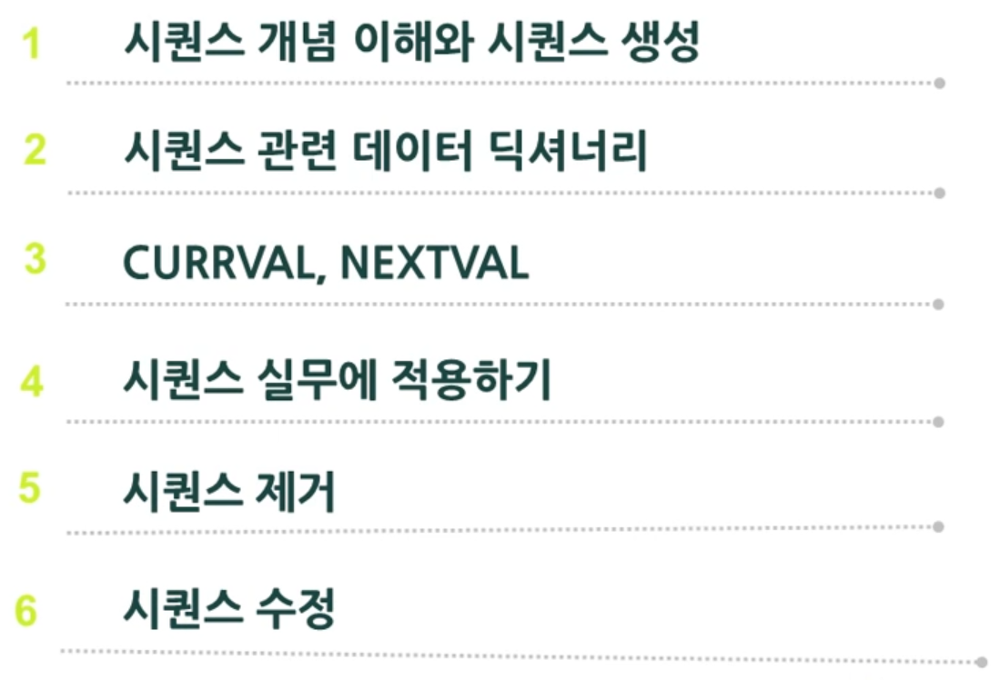 1 시퀀스 개념 이해와 시퀀스 생성
2 시퀀스 관련 데이터 딕셔너리
3 CURRVAL, NEXTVAL
4 시퀀스 실무에 적용하기
5 시퀀스 제거
6 시퀀스 수정